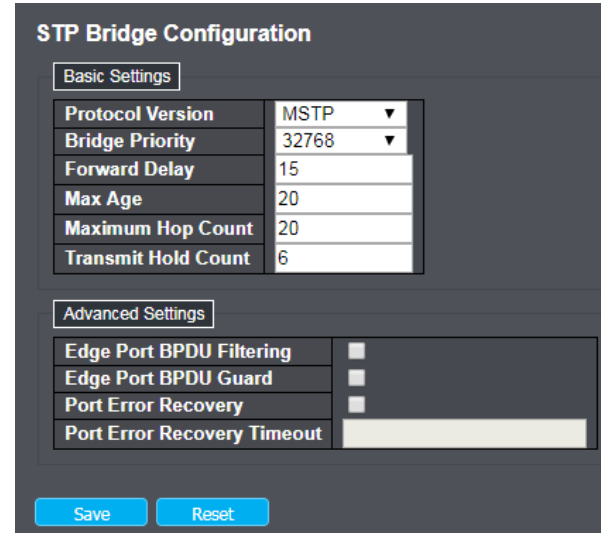 STP Bridge Configuration
Basic Settings
Protocol Version MSTP
Bridge Priority 32768
Forward Delay 15
Max Age 20
Maximum Hop Count 20
Transmit Hold Count 6
Advanced Settings
Edge Port BPDU Filtering
Edge Port BPDU Guard
Port Error Recovery
Port Error Recovery Timeout
Save Reset